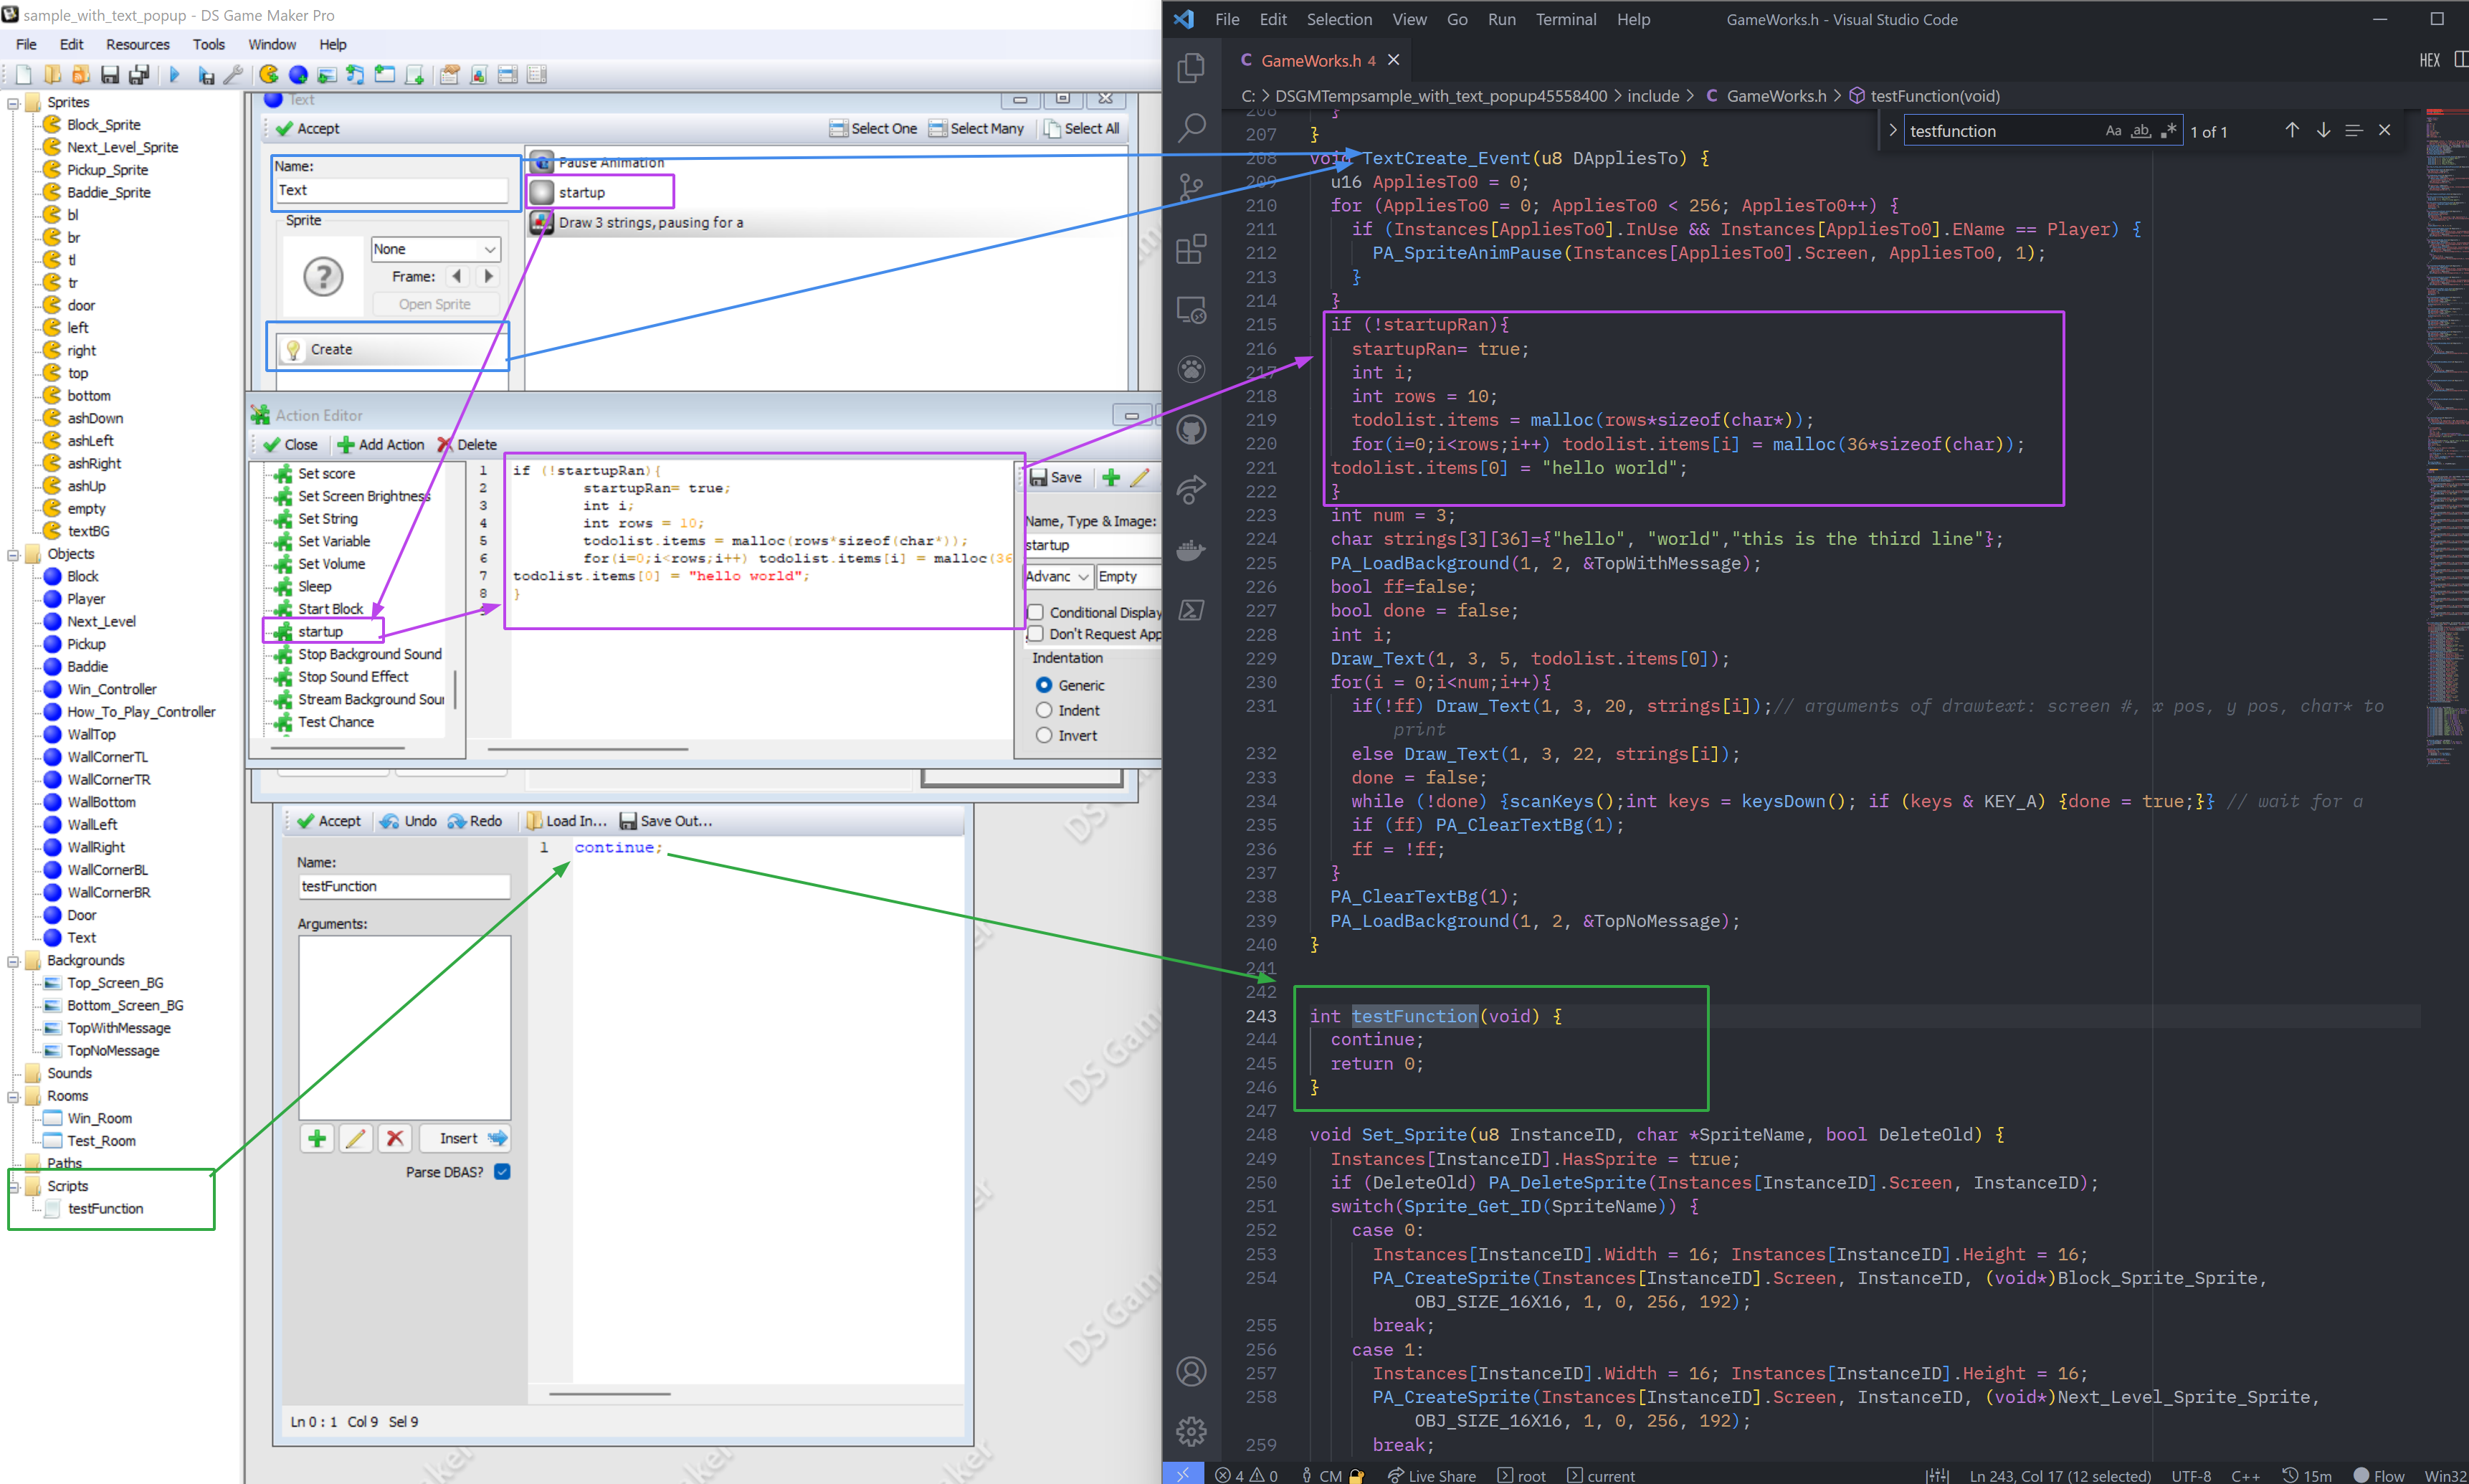 sample_with_text_popup - DS Game Maker Pro
File Edit Resources Tools Window Help
Sprites
Block_Sprite
Next_Level_Sprite
Pickup_Sprite
Baddie_Sprite
bl
br
tl
tr
door
left
right
top
bottom
ashDown
ashLeft
ashRight
ashUp
empty
textBG
Objects
Block
Player
Next_Level
Pickup
Baddie
Win_Controller
How_To_Play_Controller
WallTop
WallCornerTL
WallCornerTR
WallBottom
WallLeft
WallRight
WallCornerBL
WallCornerBR
Door
Text
Backgrounds
Top_Screen_BG
Bottom_Screen_BG
TopWithMessage
TopNoMessage
Sounds
Rooms
Win_Room
Test_Room
Paths
Scripts
testFunction
Text
Accept Select One Select Many Select All
Name:
Text
Sprite
None
Frame:
Open Sprite
Create
Pause Animation
startup
Draw 3 strings, pausing for a
Action Editor
Close Add Action Delete
Set score
Set Screen Brightness
Set String
Set Variable
Set Volume
Sleep
Start Block
startup
Stop Background Sound
Stop Sound Effect
Stream Background Sou
Test Chance
1 if (!startupRan){
2 startupRan= true;
3 int i;
4 int rows = 10;
5 todolist.items = malloc(rows*sizeof(char*));
6 for(i=0;i<rows;i++) todolist.items[i] = malloc(36
7 todolist.items[0] = "hello world";
8 }
Save
Name, Type & Image:
startup
Advanc Empty
Conditional Display
Don't Request App
Indentation
Generic
Indent
Invert
Accept Undo Redo Load In... Save Out...
Name:
testFunction
Arguments:
Insert
Parse DBAS?
1 continue;
Ln 0 : 1 Col 9 Sel 9
File Edit Selection View Go Run Terminal Help GameWorks.h - Visual Studio Code
C GameWorks.h 4 HEX
C: > DSGMTempsample_with_text_popup45558400 > include > C GameWorks.h > testFunction(void)
testfunction Aa ab 1 of 1
206 }
207 }
208 void TextCreate_Event(u8 DAppliesTo) {
209 u16 AppliesTo0 = 0;
210 for (AppliesTo0 = 0; AppliesTo0 < 256; AppliesTo0++) {
211 if (Instances[AppliesTo0].InUse && Instances[AppliesTo0].EName == Player) {
212 PA_SpriteAnimPause(Instances[AppliesTo0].Screen, AppliesTo0, 1);
213 }
214 }
215 if (!startupRan){
216 startupRan= true;
217 int i;
218 int rows = 10;
219 todolist.items = malloc(rows*sizeof(char*));
220 for(i=0;i<rows;i++) todolist.items[i] = malloc(36*sizeof(char));
221 todolist.items[0] = "hello world";
222 }
223 int num = 3;
224 char strings[3][36]={"hello", "world","this is the third line"};
225 PA_LoadBackground(1, 2, &TopWithMessage);
226 bool ff=false;
227 bool done = false;
228 int i;
229 Draw_Text(1, 3, 5, todolist.items[0]);
230 for(i = 0;i<num;i++){
231 if(!ff) Draw_Text(1, 3, 20, strings[i]);// arguments of drawtext: screen #, x pos, y pos, char* to
print
232 else Draw_Text(1, 3, 22, strings[i]);
233 done = false;
234 while (!done) {scanKeys();int keys = keysDown(); if (keys & KEY_A) {done = true;}} // wait for a
235 if (ff) PA_ClearTextBg(1);
236 ff = !ff;
237 }
238 PA_ClearTextBg(1);
239 PA_LoadBackground(1, 2, &TopNoMessage);
240 }
241
242
243 int testFunction(void) {
244 continue;
245 return 0;
246 }
247
248 void Set_Sprite(u8 InstanceID, char *SpriteName, bool DeleteOld) {
249 Instances[InstanceID].HasSprite = true;
250 if (DeleteOld) PA_DeleteSprite(Instances[InstanceID].Screen, InstanceID);
251 switch(Sprite_Get_ID(SpriteName)) {
252 case 0:
253 Instances[InstanceID].Width = 16; Instances[InstanceID].Height = 16;
254 PA_CreateSprite(Instances[InstanceID].Screen, InstanceID, (void*)Block_Sprite_Sprite,
OBJ_SIZE_16X16, 1, 0, 256, 192);
255 break;
256 case 1:
257 Instances[InstanceID].Width = 16; Instances[InstanceID].Height = 16;
258 PA_CreateSprite(Instances[InstanceID].Screen, InstanceID, (void*)Next_Level_Sprite_Sprite,
OBJ_SIZE_16X16, 1, 0, 256, 192);
259 break;
4 0 CM Live Share root current Ln 243, Col 17 (12 selected) UTF-8 C++ 15m Flow Win32